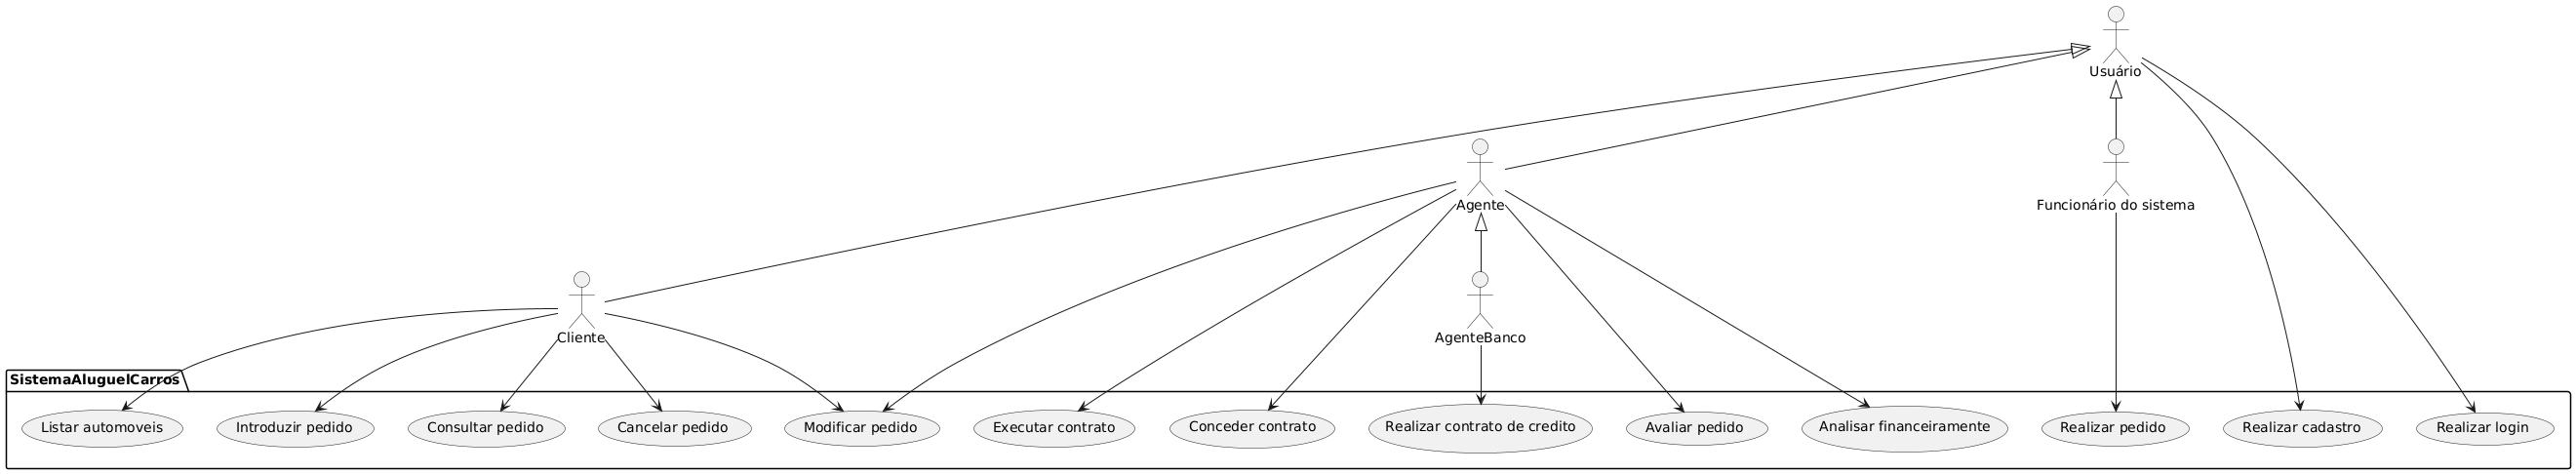 Usuário
Agente
Funcionário do sistema
Cliente
AgenteBanco
SistemaAluguelCarros
Listar automoveis
Introduzir pedido
Consultar pedido
Cancelar pedido
Modificar pedido
Executar contrato
Conceder contrato
Realizar contrato de credito
Avaliar pedido
Analisar financeiramente
Realizar pedido
Realizar cadastro
Realizar login